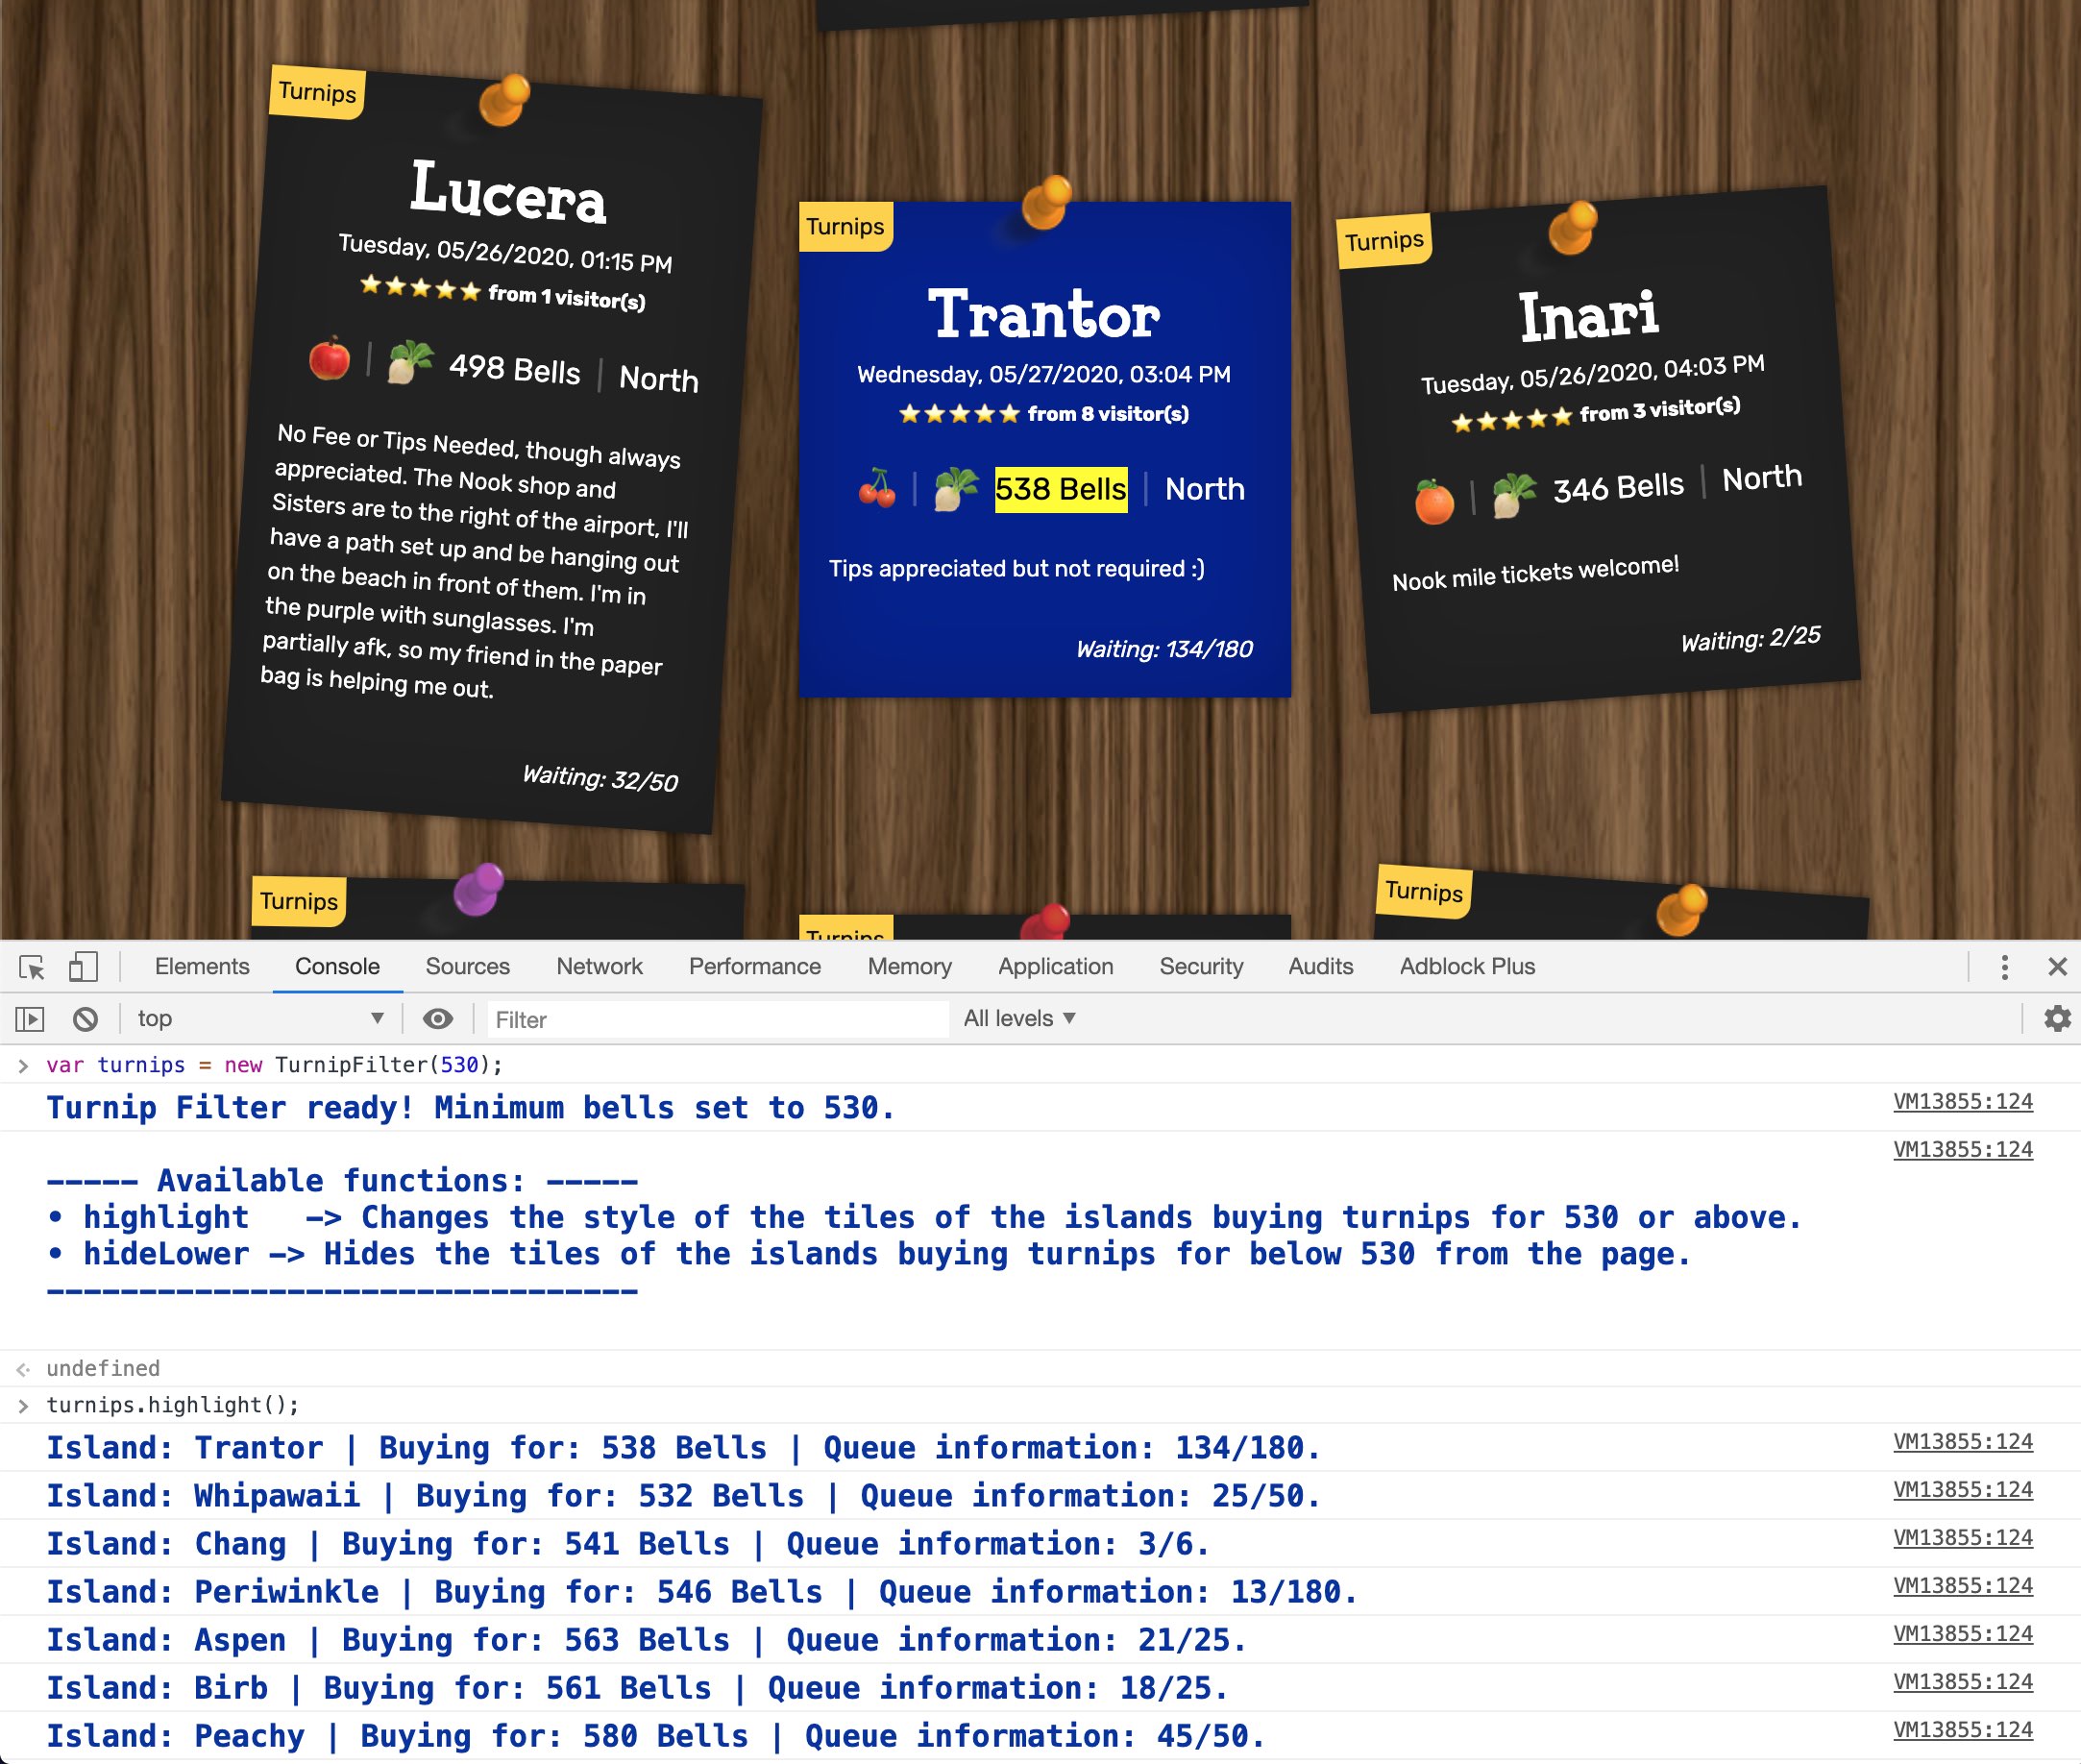 Turnips
Lucera
Tuesday, 05/26/2020, 01:15 PM
from 1 visitor(s)
498 Bells | North
No Fee or Tips Needed, though always
appreciated. The Nook shop and
Sisters are to the right of the airport, I'll
have a path set up and be hanging out
on the beach in front of them. I'm in
the purple with sunglasses. I'm
partially afk, so my friend in the paper
bag is helping me out.
Waiting: 32/50
Turnips
Trantor
Wednesday, 05/27/2020, 03:04 PM
from 8 visitor(s)
538 Bells | North
Tips appreciated but not required :)
Waiting: 134/180
Turnips
Inari
Tuesday, 05/26/2020, 04:03 PM
from 3 visitor(s)
346 Bells | North
Nook mile tickets welcome!
Waiting: 2/25
Turnips
Turnips
Turnips
Elements Console Sources Network Performance Memory Application Security Audits Adblock Plus
top Filter All levels
> var turnips = new TurnipFilter(530);
Turnip Filter ready! Minimum bells set to 530. VM13855:124
VM13855:124
----- Available functions: -----
• highlight   -> Changes the style of the tiles of the islands buying turnips for 530 or above.
• hideLower -> Hides the tiles of the islands buying turnips for below 530 from the page.
--------------------------------
undefined
> turnips.highlight();
Island: Trantor | Buying for: 538 Bells | Queue information: 134/180. VM13855:124
Island: Whipawaii | Buying for: 532 Bells | Queue information: 25/50. VM13855:124
Island: Chang | Buying for: 541 Bells | Queue information: 3/6. VM13855:124
Island: Periwinkle | Buying for: 546 Bells | Queue information: 13/180. VM13855:124
Island: Aspen | Buying for: 563 Bells | Queue information: 21/25. VM13855:124
Island: Birb | Buying for: 561 Bells | Queue information: 18/25. VM13855:124
Island: Peachy | Buying for: 580 Bells | Queue information: 45/50. VM13855:124